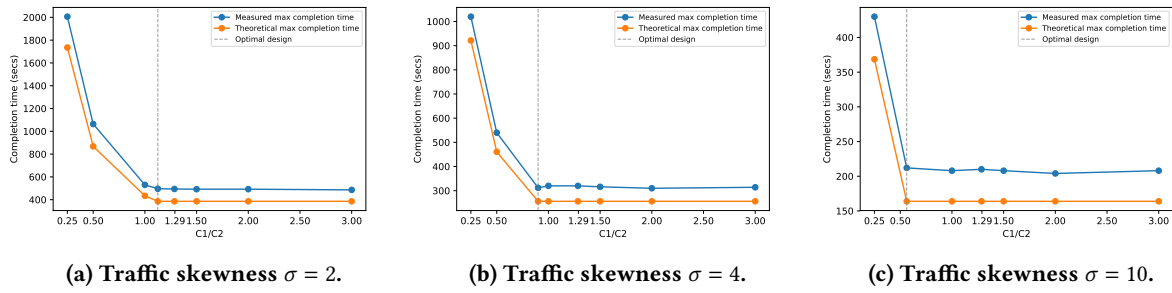 Measured max completion time
Theoretical max completion time
Optimal design
Completion time (secs)
2000
1800
1600
1400
1200
1000
800
600
400
0.25 0.50 1.00 1.29 1.50 2.00 2.50 3.00
C1/C2
(a) Traffic skewness σ = 2.
Measured max completion time
Theoretical max completion time
Optimal design
Completion time (secs)
1000
900
800
700
600
500
400
300
0.25 0.50 1.00 1.29 1.50 2.00 2.50 3.00
C1/C2
(b) Traffic skewness σ = 4.
Measured max completion time
Theoretical max completion time
Optimal design
Completion time (secs)
400
350
300
250
200
150
0.25 0.50 1.00 1.29 1.50 2.00 2.50 3.00
C1/C2
(c) Traffic skewness σ = 10.